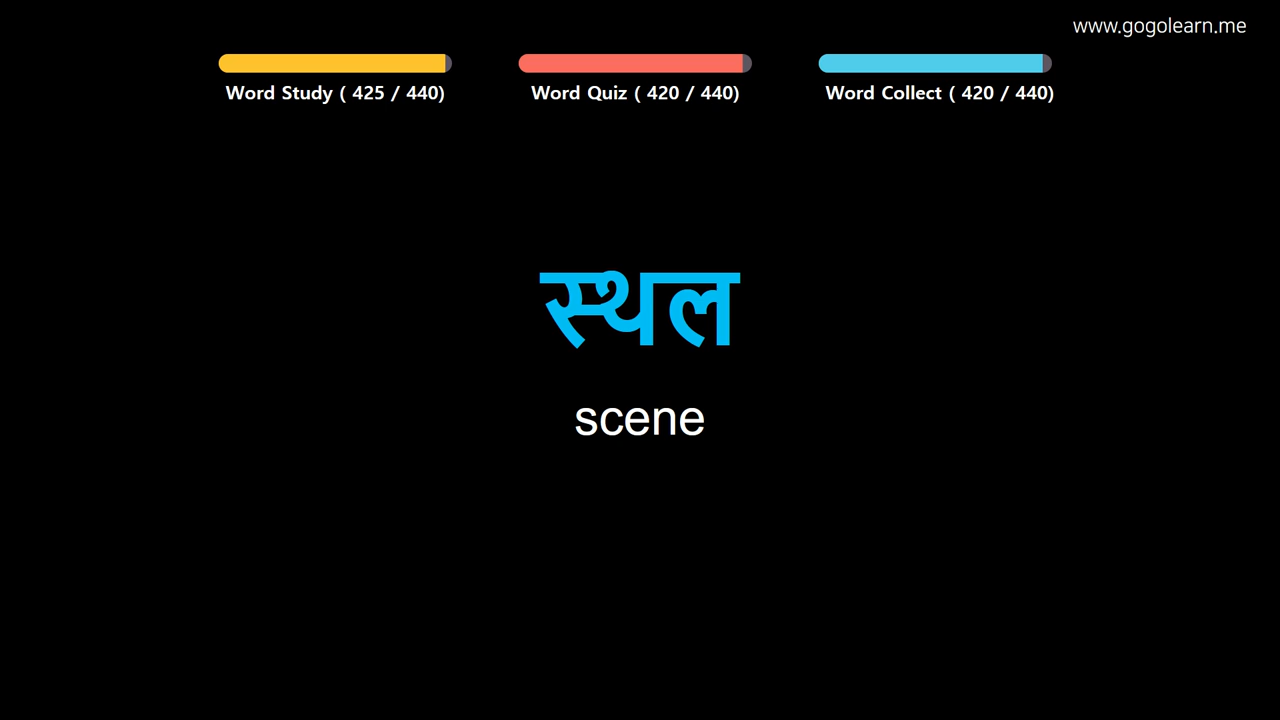 www.gogolearn.me
Word Study ( 425 / 440)
Word Quiz ( 420 / 440)
Word Collect ( 420 / 440)
स्थल
scene